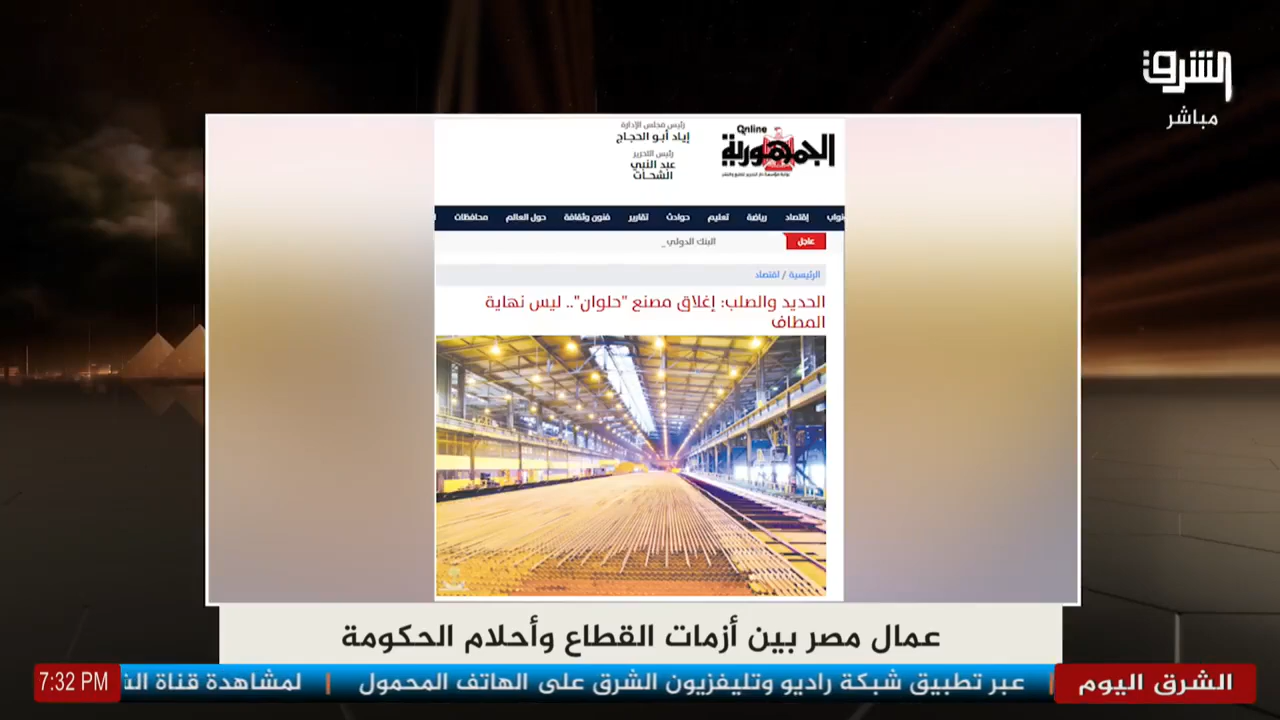 الشرق
مباشر
رئيس مجلس الإدارة
إياد أبو الحجاج
رئيس التحرير
عبد النبي
الشحات
Online
الجمهورية
إقتصاد رياضة تعليم حوادث تقارير فنون وثقافة حول العالم محافظات
عاجل
البنك الدولي_
الرئيسية / اقتصاد
الحديد والصلب: إغلاق مصنع "حلوان".. ليس نهاية
المطاف
عمال مصر بين أزمات القطاع وأحلام الحكومة
الشرق اليوم
عبر تطبيق شبكة راديو وتليفزيون الشرق على الهاتف المحمول | لمشاهدة قناة
7:32 PM